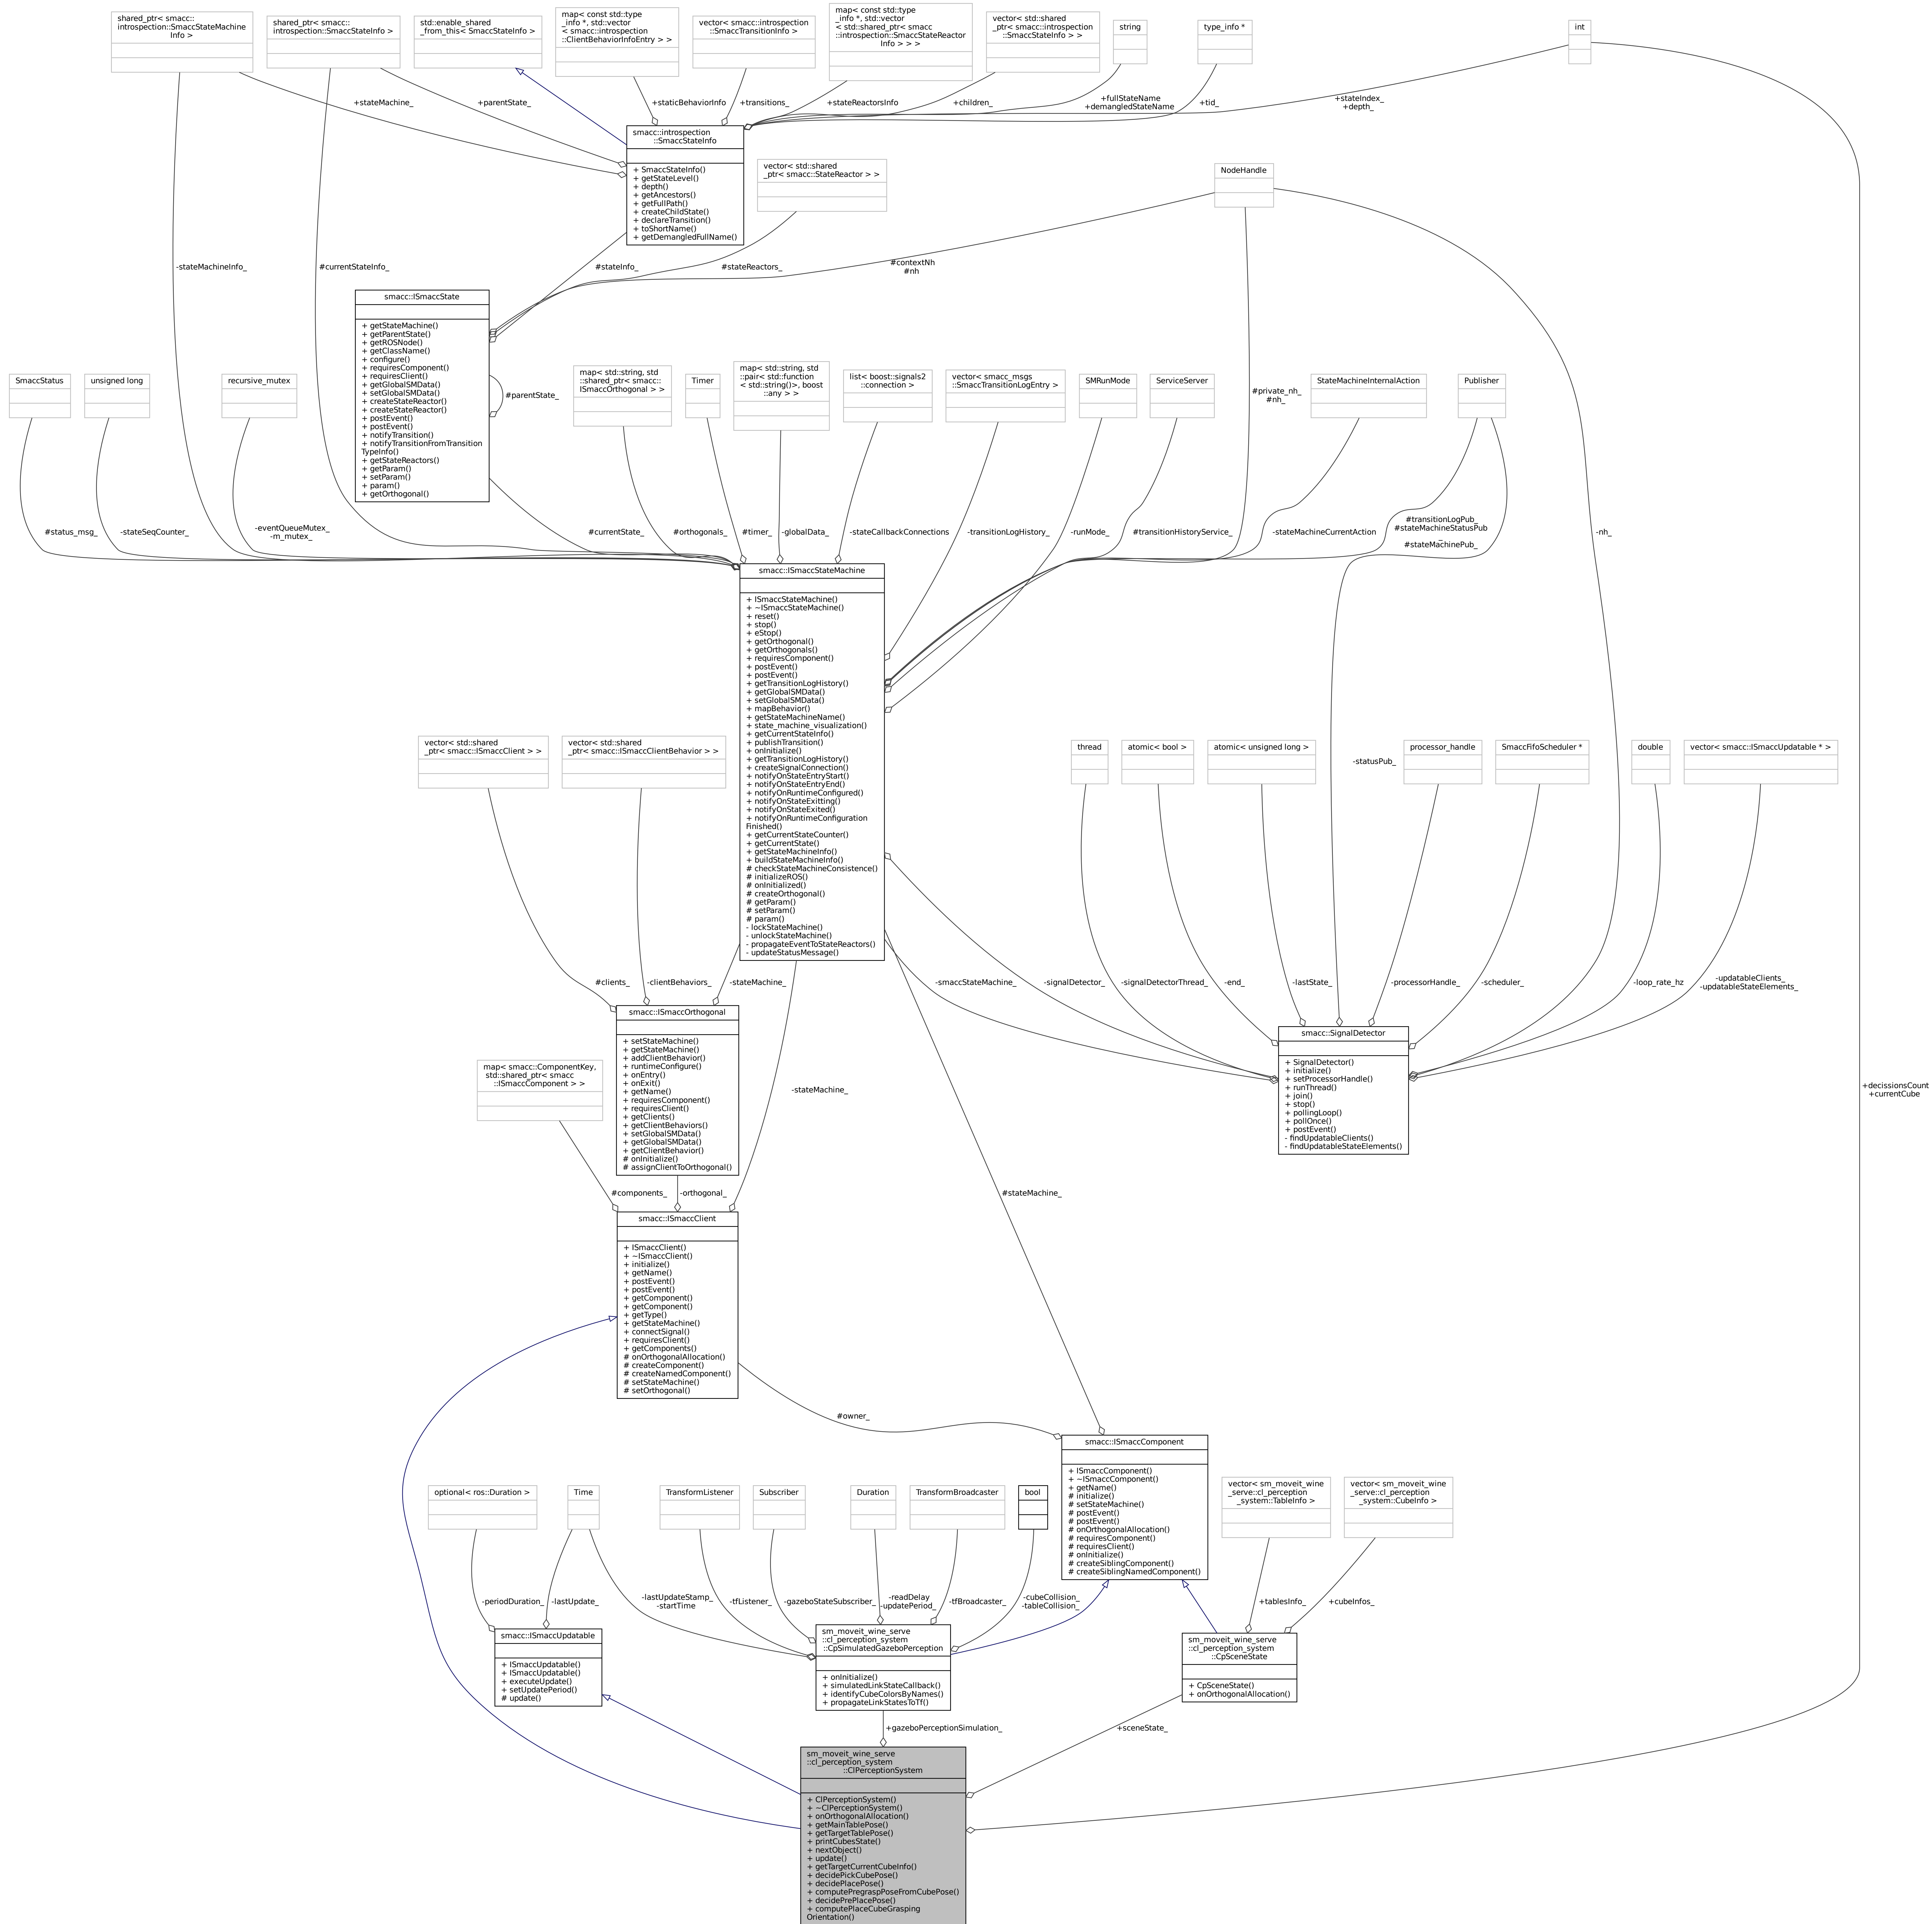 shared_ptr< smacc::
introspection::SmaccStateMachine
Info >
shared_ptr< smacc::
introspection::SmaccStateInfo >
std::enable_shared
_from_this< SmaccStateInfo >
map< const std::type
_info *, std::vector
< smacc::introspection
::ClientBehaviorInfoEntry > >
vector< smacc::introspection
::SmaccTransitionInfo >
map< const std::type
_info *, std::vector
< std::shared_ptr< smacc
::introspection::SmaccStateReactor
Info > > >
vector< std::shared
_ptr< smacc::introspection
::SmaccStateInfo > >
string
type_info *
int
+stateMachine_
+parentState_
+staticBehaviorInfo
+transitions_
+stateReactorsInfo
+children_
+fullStateName
+demangledStateName
+tid_
+stateIndex_
+depth_
smacc::introspection
::SmaccStateInfo
+ SmaccStateInfo()
+ getStateLevel()
+ depth()
+ getAncestors()
+ getFullPath()
+ createChildState()
+ declareTransition()
+ toShortName()
+ getDemangledFullName()
vector< std::shared
_ptr< smacc::StateReactor > >
NodeHandle
-stateMachineInfo_
#currentStateInfo_
#stateInfo_
#stateReactors_
#contextNh
#nh
smacc::ISmaccState
+ getStateMachine()
+ getParentState()
+ getROSNode()
+ getClassName()
+ configure()
+ requiresComponent()
+ requiresClient()
+ getGlobalSMData()
+ setGlobalSMData()
+ createStateReactor()
+ createStateReactor()
+ postEvent()
+ postEvent()
+ notifyTransition()
+ notifyTransitionFromTransition
TypeInfo()
+ getStateReactors()
+ getParam()
+ setParam()
+ param()
+ getOrthogonal()
#parentState_
SmaccStatus
unsigned long
recursive_mutex
map< std::string, std
::shared_ptr< smacc::
ISmaccOrthogonal > >
Timer
map< std::string, std
::pair< std::function
< std::string()>, boost
::any > >
list< boost::signals2
::connection >
vector< smacc_msgs
::SmaccTransitionLogEntry >
SMRunMode
ServiceServer
#private_nh_
#nh_
StateMachineInternalAction
Publisher
#status_msg_
-stateSeqCounter_
-eventQueueMutex_
-m_mutex_
#currentState_
#orthogonals_
#timer_
-globalData_
-stateCallbackConnections
-transitionLogHistory_
-runMode_
#transitionHistoryService_
-stateMachineCurrentAction
#transitionLogPub_
#stateMachineStatusPub
_
#stateMachinePub_
-nh_
smacc::ISmaccStateMachine
+ ISmaccStateMachine()
+ ~ISmaccStateMachine()
+ reset()
+ stop()
+ eStop()
+ getOrthogonal()
+ getOrthogonals()
+ requiresComponent()
+ postEvent()
+ postEvent()
+ getTransitionLogHistory()
+ getGlobalSMData()
+ setGlobalSMData()
+ mapBehavior()
+ getStateMachineName()
+ state_machine_visualization()
+ getCurrentStateInfo()
+ publishTransition()
+ onInitialize()
+ getTransitionLogHistory()
+ createSignalConnection()
+ notifyOnStateEntryStart()
+ notifyOnStateEntryEnd()
+ notifyOnRuntimeConfigured()
+ notifyOnStateExitting()
+ notifyOnStateExited()
+ notifyOnRuntimeConfiguration
Finished()
+ getCurrentStateCounter()
+ getCurrentState()
+ getStateMachineInfo()
+ buildStateMachineInfo()
# checkStateMachineConsistence()
# initializeROS()
# onInitialized()
# createOrthogonal()
# getParam()
# setParam()
# param()
- lockStateMachine()
- unlockStateMachine()
- propagateEventToStateReactors()
- updateStatusMessage()
vector< std::shared
_ptr< smacc::ISmaccClient > >
vector< std::shared
_ptr< smacc::ISmaccClientBehavior > >
thread
atomic< bool >
atomic< unsigned long >
-statusPub_
processor_handle
SmaccFifoScheduler *
double
vector< smacc::ISmaccUpdatable * >
#clients_
-clientBehaviors_
-stateMachine_
-smaccStateMachine_
-signalDetector_
-signalDetectorThread_
-end_
-lastState_
-processorHandle_
-scheduler_
-loop_rate_hz
-updatableClients_
-updatableStateElements_
smacc::ISmaccOrthogonal
+ setStateMachine()
+ getStateMachine()
+ addClientBehavior()
+ runtimeConfigure()
+ onEntry()
+ onExit()
+ getName()
+ requiresComponent()
+ requiresClient()
+ getClients()
+ getClientBehaviors()
+ setGlobalSMData()
+ getGlobalSMData()
+ getClientBehavior()
# onInitialize()
# assignClientToOrthogonal()
smacc::SignalDetector
+ SignalDetector()
+ initialize()
+ setProcessorHandle()
+ runThread()
+ join()
+ stop()
+ pollingLoop()
+ pollOnce()
+ postEvent()
- findUpdatableClients()
- findUpdatableStateElements()
map< smacc::ComponentKey,
std::shared_ptr< smacc
::ISmaccComponent > >
-stateMachine_
+decissionsCount
+currentCube
#components_
-orthogonal_
#stateMachine_
smacc::ISmaccClient
+ ISmaccClient()
+ ~ISmaccClient()
+ initialize()
+ getName()
+ postEvent()
+ postEvent()
+ getComponent()
+ getComponent()
+ getType()
+ getStateMachine()
+ connectSignal()
+ requiresClient()
+ getComponents()
# onOrthogonalAllocation()
# createComponent()
# createNamedComponent()
# setStateMachine()
# setOrthogonal()
#owner_
smacc::ISmaccComponent
+ ISmaccComponent()
+ ~ISmaccComponent()
+ getName()
# initialize()
# setStateMachine()
# postEvent()
# postEvent()
# onOrthogonalAllocation()
# requiresComponent()
# requiresClient()
# onInitialize()
# createSiblingComponent()
# createSiblingNamedComponent()
optional< ros::Duration >
Time
TransformListener
Subscriber
Duration
TransformBroadcaster
bool
vector< sm_moveit_wine
_serve::cl_perception
_system::TableInfo >
vector< sm_moveit_wine
_serve::cl_perception
_system::CubeInfo >
-periodDuration_
-lastUpdate_
-lastUpdateStamp_
-startTime
-tfListener_
-gazeboStateSubscriber_
-readDelay
-updatePeriod_
-tfBroadcaster_
-cubeCollision_
-tableCollision_
+tablesInfo_
+cubeInfos_
smacc::ISmaccUpdatable
+ ISmaccUpdatable()
+ ISmaccUpdatable()
+ executeUpdate()
+ setUpdatePeriod()
# update()
sm_moveit_wine_serve
::cl_perception_system
::CpSimulatedGazeboPerception
+ onInitialize()
+ simulatedLinkStateCallback()
+ identifyCubeColorsByNames()
+ propagateLinkStatesToTf()
sm_moveit_wine_serve
::cl_perception_system
::CpSceneState
+ CpSceneState()
+ onOrthogonalAllocation()
+gazeboPerceptionSimulation_
+sceneState_
sm_moveit_wine_serve
::cl_perception_system
::ClPerceptionSystem
+ ClPerceptionSystem()
+ ~ClPerceptionSystem()
+ onOrthogonalAllocation()
+ getMainTablePose()
+ getTargetTablePose()
+ printCubesState()
+ nextObject()
+ update()
+ getTargetCurrentCubeInfo()
+ decidePickCubePose()
+ decidePlacePose()
+ computePregraspPoseFromCubePose()
+ decidePrePlacePose()
+ computePlaceCubeGrasping
Orientation()